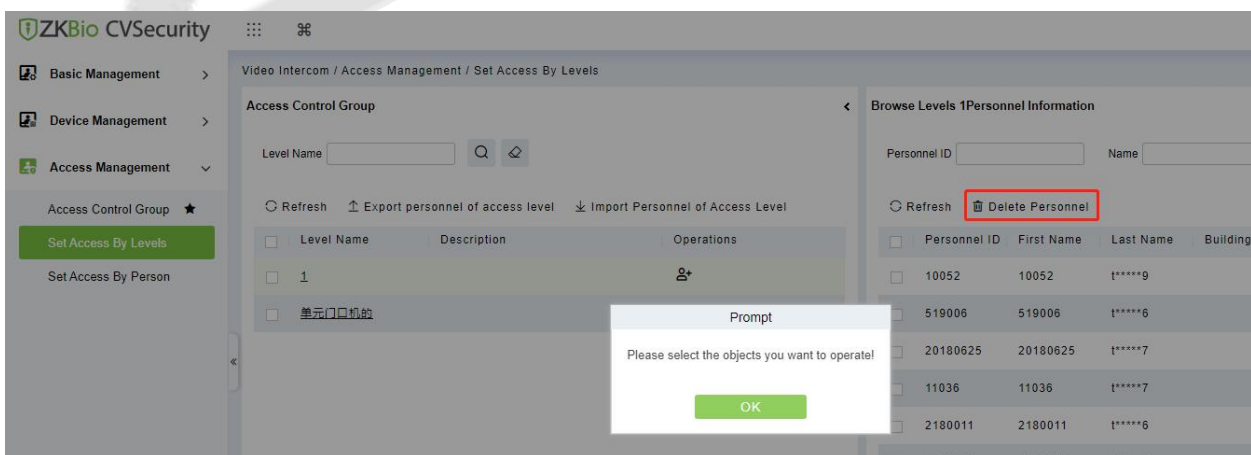 ZKBio CVSecurity
Basic Management
Device Management
Access Management
Access Control Group
Set Access By Levels
Set Access By Person
Video Intercom / Access Management / Set Access By Levels
Access Control Group
Level Name
Refresh Export personnel of access level Import Personnel of Access Level
Level Name Description Operations
1
单元门口机的
Browse Levels 1Personnel Information
Personnel ID Name
Refresh Delete Personnel
Personnel ID First Name Last Name Building
10052 10052 t*****9
519006 519006 t*****6
20180625 20180625 t*****7
11036 11036 t*****7
2180011 2180011 t*****6
Prompt
Please select the objects you want to operate!
OK